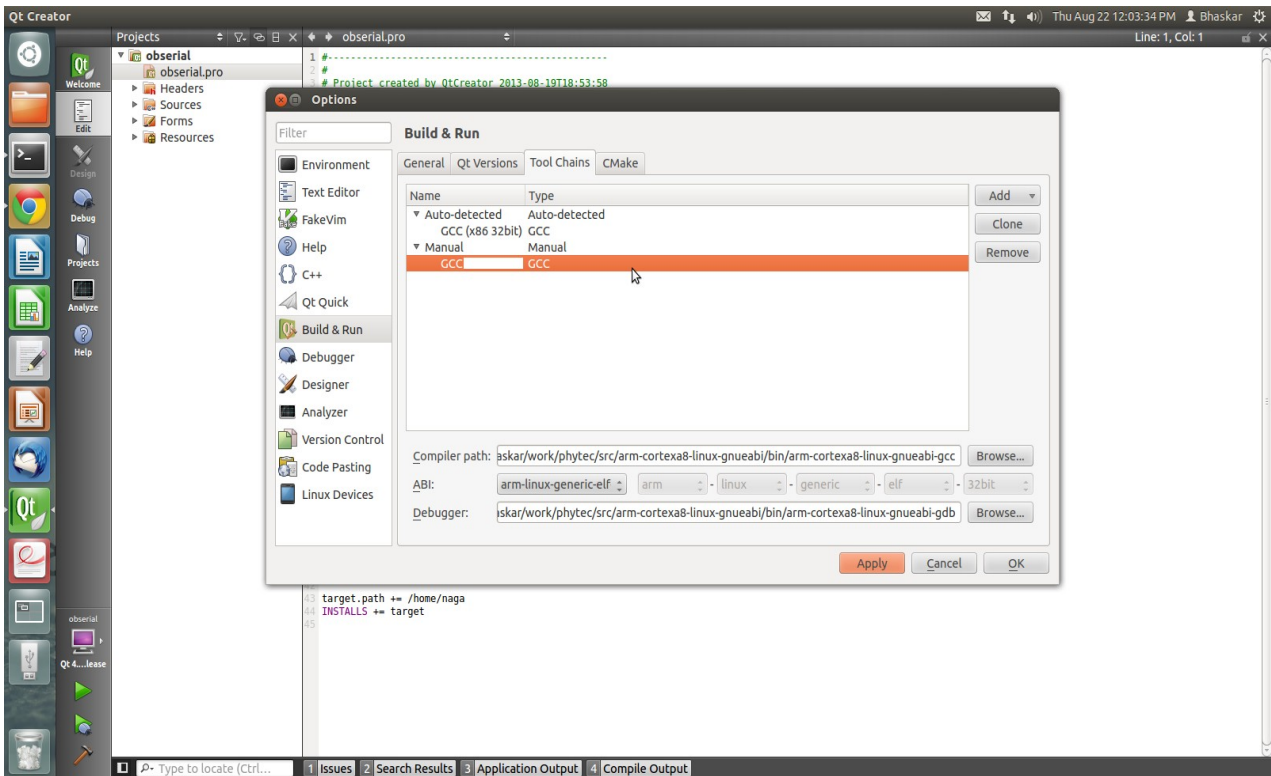 Qt Creator
Thu Aug 22 12:03:34 PM Bhaskar
Projects
obserial.pro
Line: 1, Col: 1
Welcome
Edit
Design
Debug
Projects
Analyze
Help
obserial
obserial.pro
Headers
Sources
Forms
Resources
1 #-------------------------------------------------
2 #
3 # Project created by QtCreator 2013-08-19T18:53:58
Options
Filter
Environment
Text Editor
FakeVim
Help
C++
Qt Quick
Build & Run
Debugger
Designer
Analyzer
Version Control
Code Pasting
Linux Devices
Build & Run
General Qt Versions Tool Chains CMake
Name Type
Auto-detected Auto-detected
GCC (x86 32bit) GCC
Manual Manual
GCC GCC
Add
Clone
Remove
Compiler path: askar/work/phytec/src/arm-cortexa8-linux-gnueabi/bin/arm-cortexa8-linux-gnueabi-gcc Browse...
ABI: arm-linux-generic-elf arm - linux - generic - elf - 32bit
Debugger: iskar/work/phytec/src/arm-cortexa8-linux-gnueabi/bin/arm-cortexa8-linux-gnueabi-gdb Browse...
Apply Cancel OK
43 target.path += /home/naga
44 INSTALLS += target
45
obserial
Qt 4....lease
Type to locate (Ctrl...
1 Issues 2 Search Results 3 Application Output 4 Compile Output